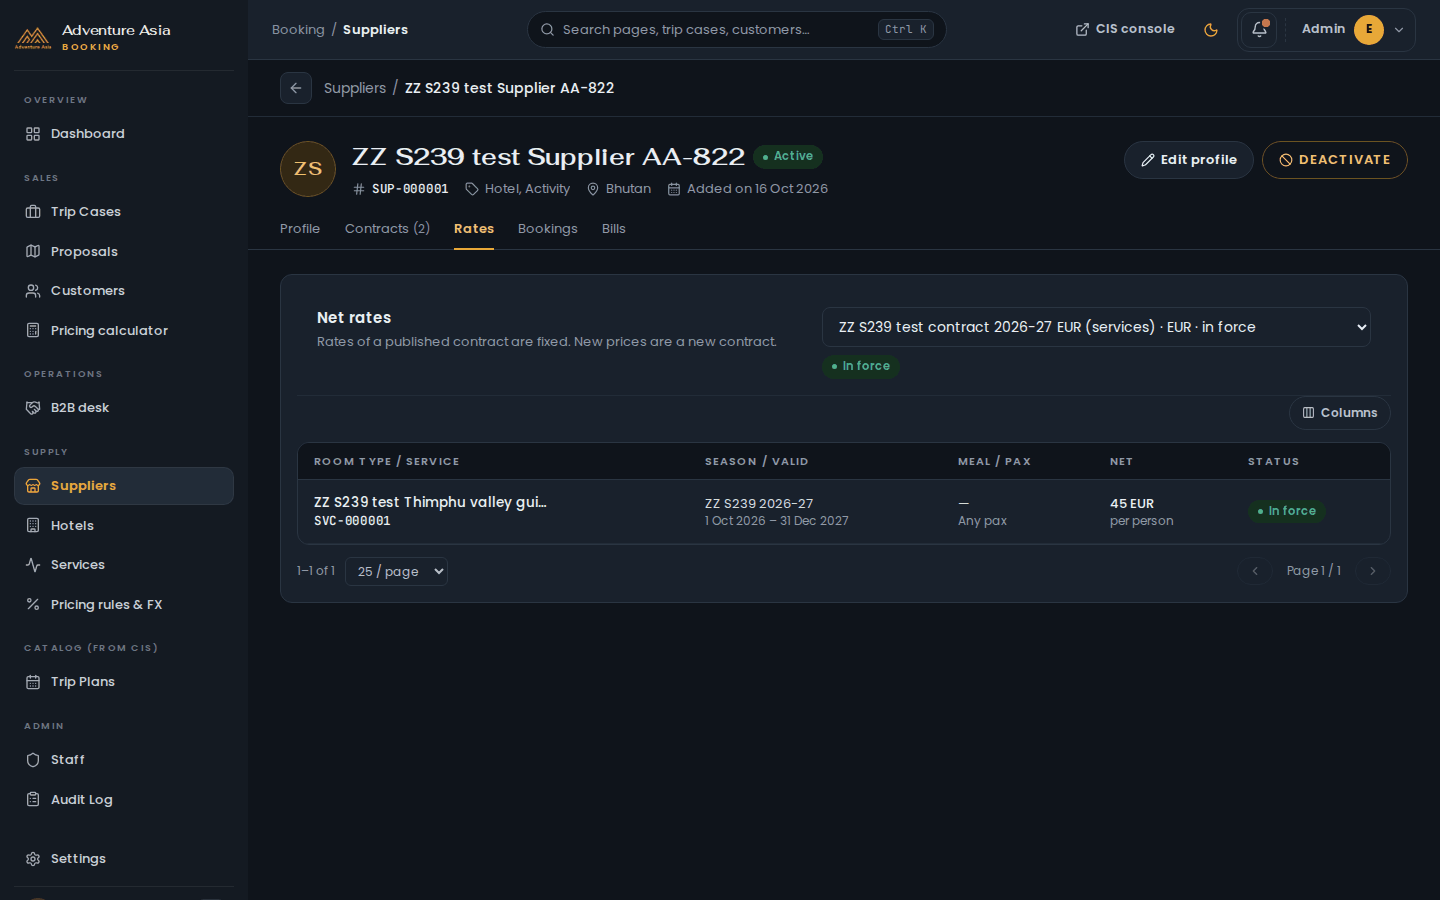 Adventure Asia
Adventure Asia
BOOKING
OVERVIEW
Dashboard
SALES
Trip Cases
Proposals
Customers
Pricing calculator
OPERATIONS
B2B desk
SUPPLY
Suppliers
Hotels
Services
Pricing rules & FX
CATALOG (FROM CIS)
Trip Plans
ADMIN
Staff
Audit Log
Settings
Booking / Suppliers
Search pages, trip cases, customers…
Ctrl K
CIS console
Admin
E
Suppliers / ZZ S239 test Supplier AA-822
ZS
ZZ S239 test Supplier AA-822
Active
SUP-000001
Hotel, Activity
Bhutan
Added on 16 Oct 2026
Edit profile
DEACTIVATE
Profile
Contracts (2)
Rates
Bookings
Bills
Net rates
Rates of a published contract are fixed. New prices are a new contract.
ZZ S239 test contract 2026-27 EUR (services) · EUR · in force
In force
Columns
ROOM TYPE / SERVICE
SEASON / VALID
MEAL / PAX
NET
STATUS
ZZ S239 test Thimphu valley gui…
SVC-000001
ZZ S239 2026-27
1 Oct 2026 – 31 Dec 2027
—
Any pax
45 EUR
per person
In force
1–1 of 1
25 / page
Page 1 / 1